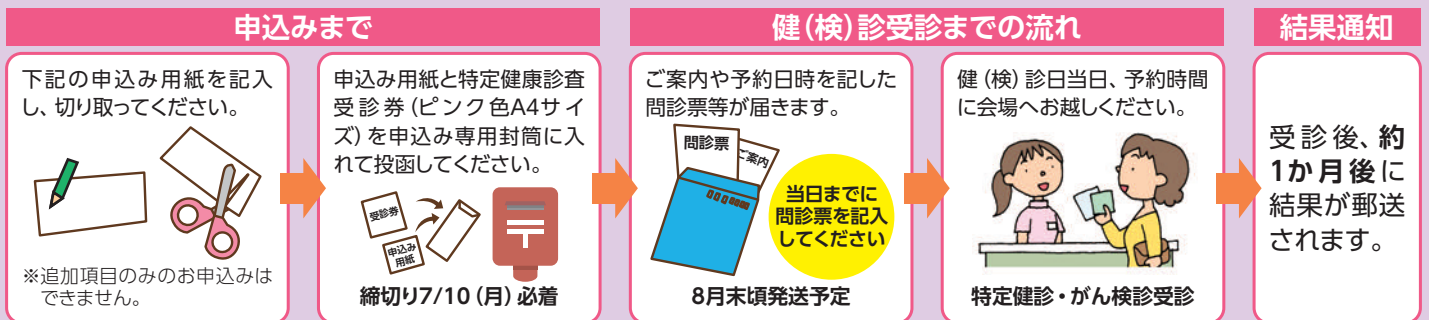 申込みまで
下記の申込み用紙を記入
し、切り取ってください。
※追加項目のみのお申込みは
できません。
申込み用紙と特定健康診査
受診券（ピンク色A4サイ
ズ）を申込み専用封筒に入
れて投函してください。
受診券
申込み
用紙
締切り7/10（月）必着
健（検）診受診までの流れ
ご案内や予約日時を記した
問診票等が届きます。
問診票
ご案内
当日までに
問診票を記入
してください
8月末頃発送予定
健（検）診日当日、予約時間
に会場へお越しください。
特定健診・がん検診受診
結果通知
受診後、約
1か月後に
結果が郵送
されます。